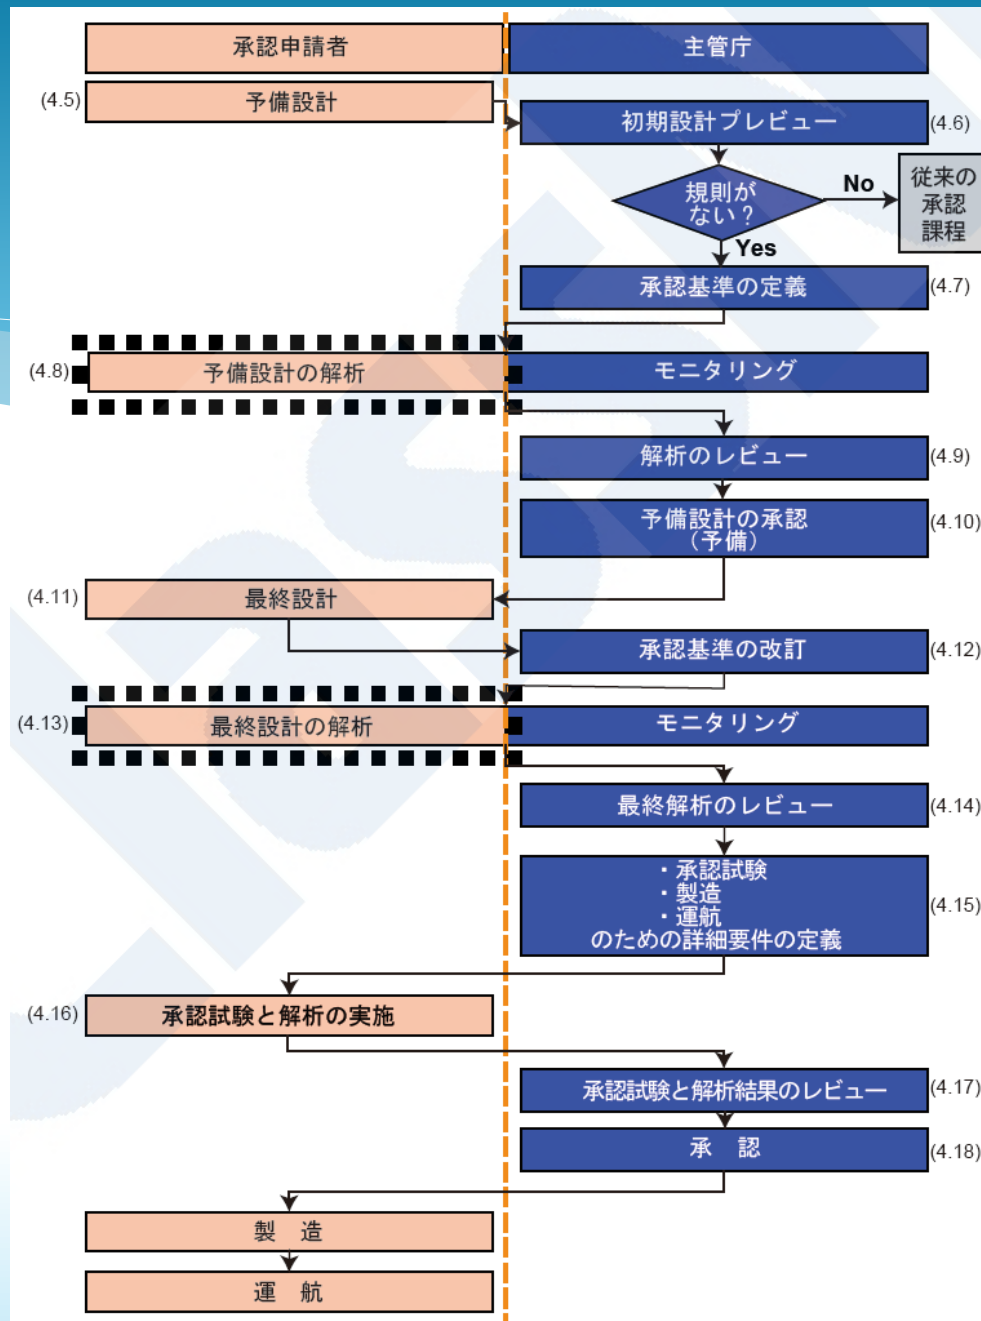 承認申請者
主管庁
(4.5)
予備設計
初期設計プレビュー
(4.6)
規則が
ない？
No
従来の
承認
課程
Yes
承認基準の定義
(4.7)
(4.8)
予備設計の解析
モニタリング
解析のレビュー
(4.9)
予備設計の承認
（予備）
(4.10)
(4.11)
最終設計
承認基準の改訂
(4.12)
(4.13)
最終設計の解析
モニタリング
最終解析のレビュー
(4.14)
・承認試験
・製造
・運航
のための詳細要件の定義
(4.15)
(4.16)
承認試験と解析の実施
承認試験と解析結果のレビュー
(4.17)
承　認
(4.18)
製　造
運　航